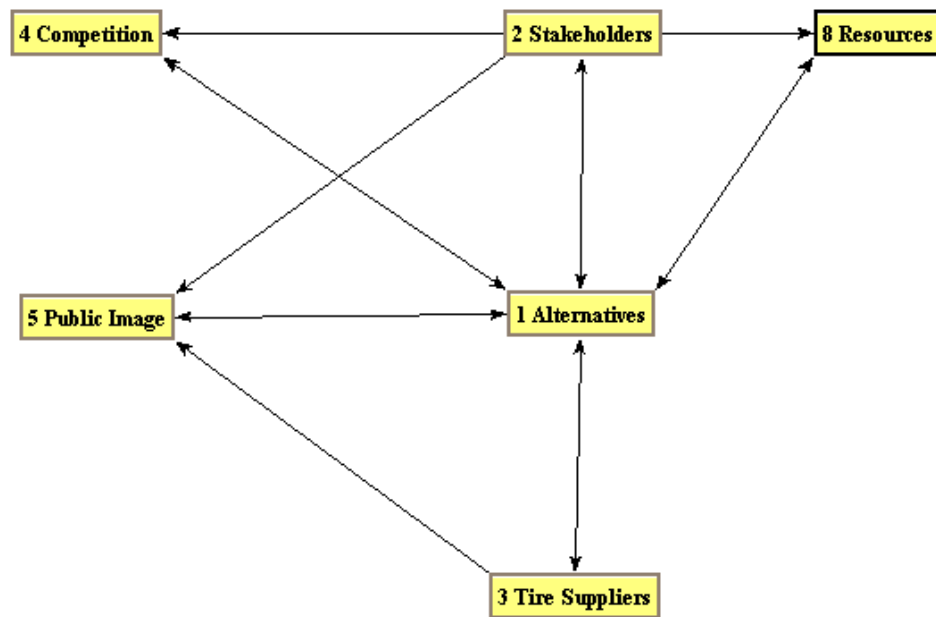 4 Competition
2 Stakeholders
8 Resources
5 Public Image
1 Alternatives
3 Tire Suppliers